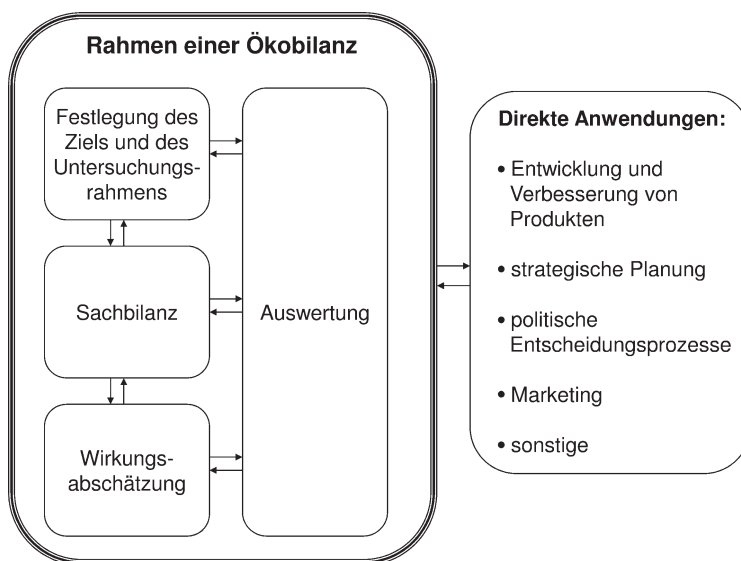 Rahmen einer Ökobilanz
Festlegung des
Ziels und des
Untersuchungs-
rahmens
Sachbilanz
Wirkungs-
abschätzung
Auswertung
Direkte Anwendungen:
• Entwicklung und
Verbesserung von
Produkten
• strategische Planung
• politische
Entscheidungsprozesse
• Marketing
• sonstige